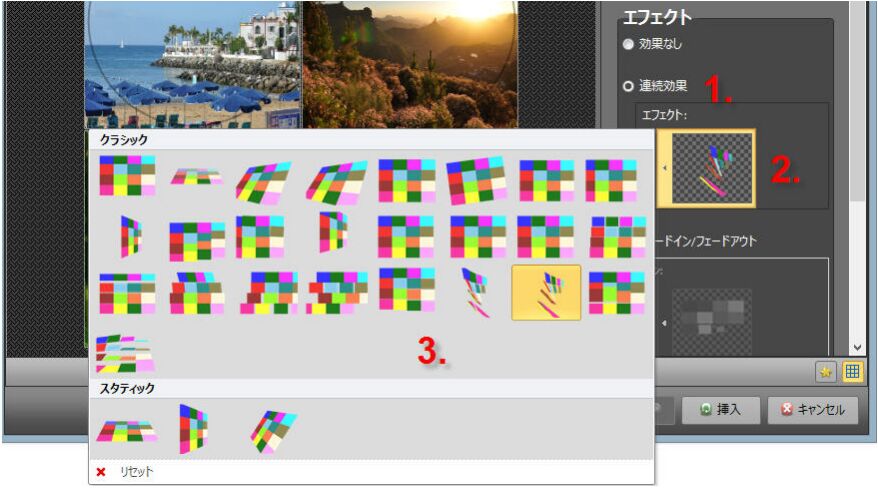 エフェクト
効果なし
連続効果
1.
エフェクト:
2.
クラシック
ードイン/フェードアウト
ン:
3.
スタティック
挿入
キャンセル
リセット